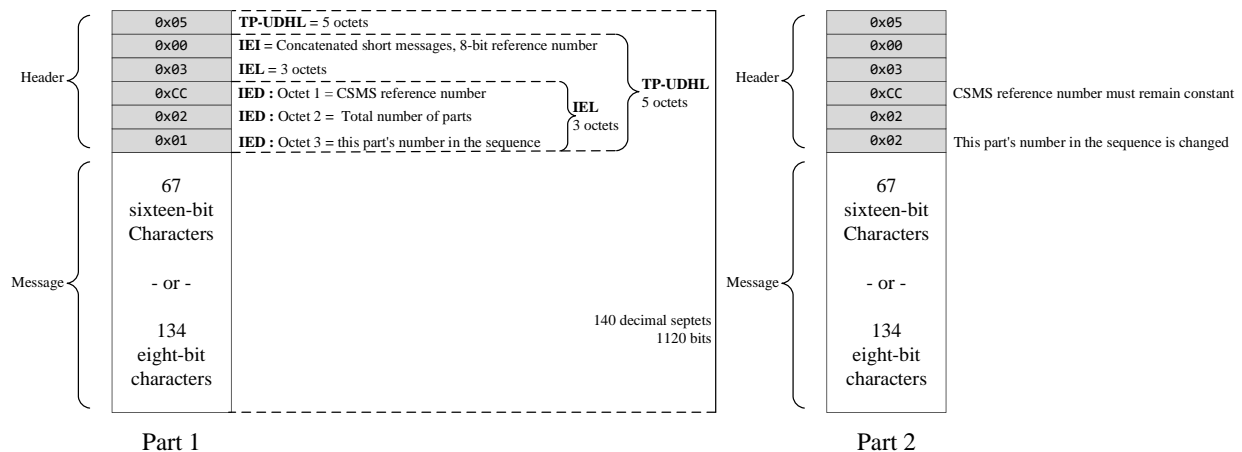 0x05 TP-UDHL = 5 octets
0x00 IEI = Concatenated short messages, 8-bit reference number
0x03 IEL = 3 octets
0xCC IED : Octet 1 = CSMS reference number
0x02 IED : Octet 2 =  Total number of parts
0x01 IED : Octet 3 = this part's number in the sequence
Header
IEL
3 octets
TP-UDHL
5 octets
67
sixteen-bit
Characters
- or -
134
eight-bit
characters
Message
140 decimal septets
1120 bits
Part 1
0x05
0x00
0x03
0xCC CSMS reference number must remain constant
0x02
0x02 This part's number in the sequence is changed
Header
67
sixteen-bit
Characters
- or -
134
eight-bit
characters
Message
Part 2